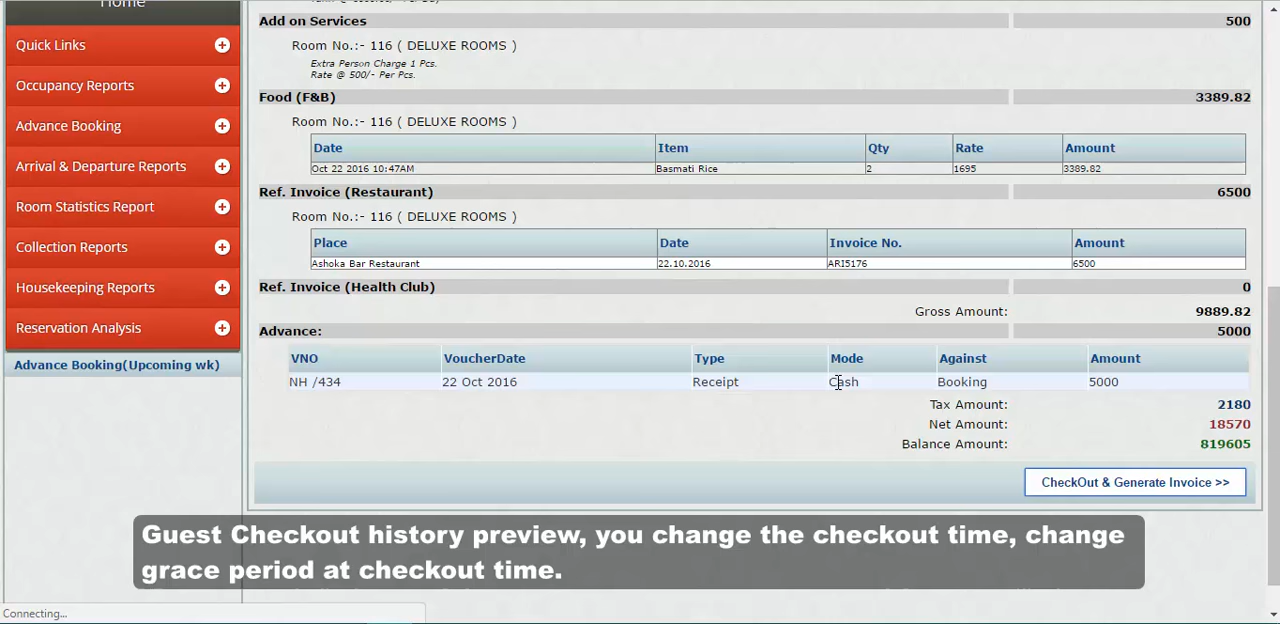 Home
Quick Links
Occupancy Reports
Advance Booking
Arrival & Departure Reports
Room Statistics Report
Collection Reports
Housekeeping Reports
Reservation Analysis
Advance Booking(Upcoming wk)
Add on Services 500
Room No.:- 116 ( DELUXE ROOMS )
Extra Person Charge 1 Pcs.
Rate @ 500/- Per Pcs.
Food (F&B) 3389.82
Room No.:- 116 ( DELUXE ROOMS )
Date Item Qty Rate Amount
Oct 22 2016 10:47AM Basmati Rice 2 1695 3389.82
Ref. Invoice (Restaurant) 6500
Room No.:- 116 ( DELUXE ROOMS )
Place Date Invoice No. Amount
Ashoka Bar Restaurant 22.10.2016 ARI5176 6500
Ref. Invoice (Health Club) 0
Gross Amount: 9889.82
Advance: 5000
VNO VoucherDate Type Mode Against Amount
NH /434 22 Oct 2016 Receipt Cash Booking 5000
Tax Amount: 2180
Net Amount: 18570
Balance Amount: 819605
CheckOut & Generate Invoice >>
Guest Checkout history preview, you change the checkout time, change
grace period at checkout time.
Connecting...